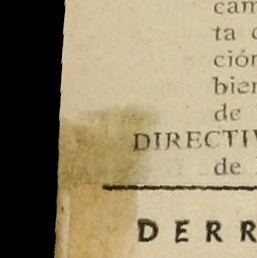 cam
ta
ción
bien
de
DIRECTIV
de
DERR